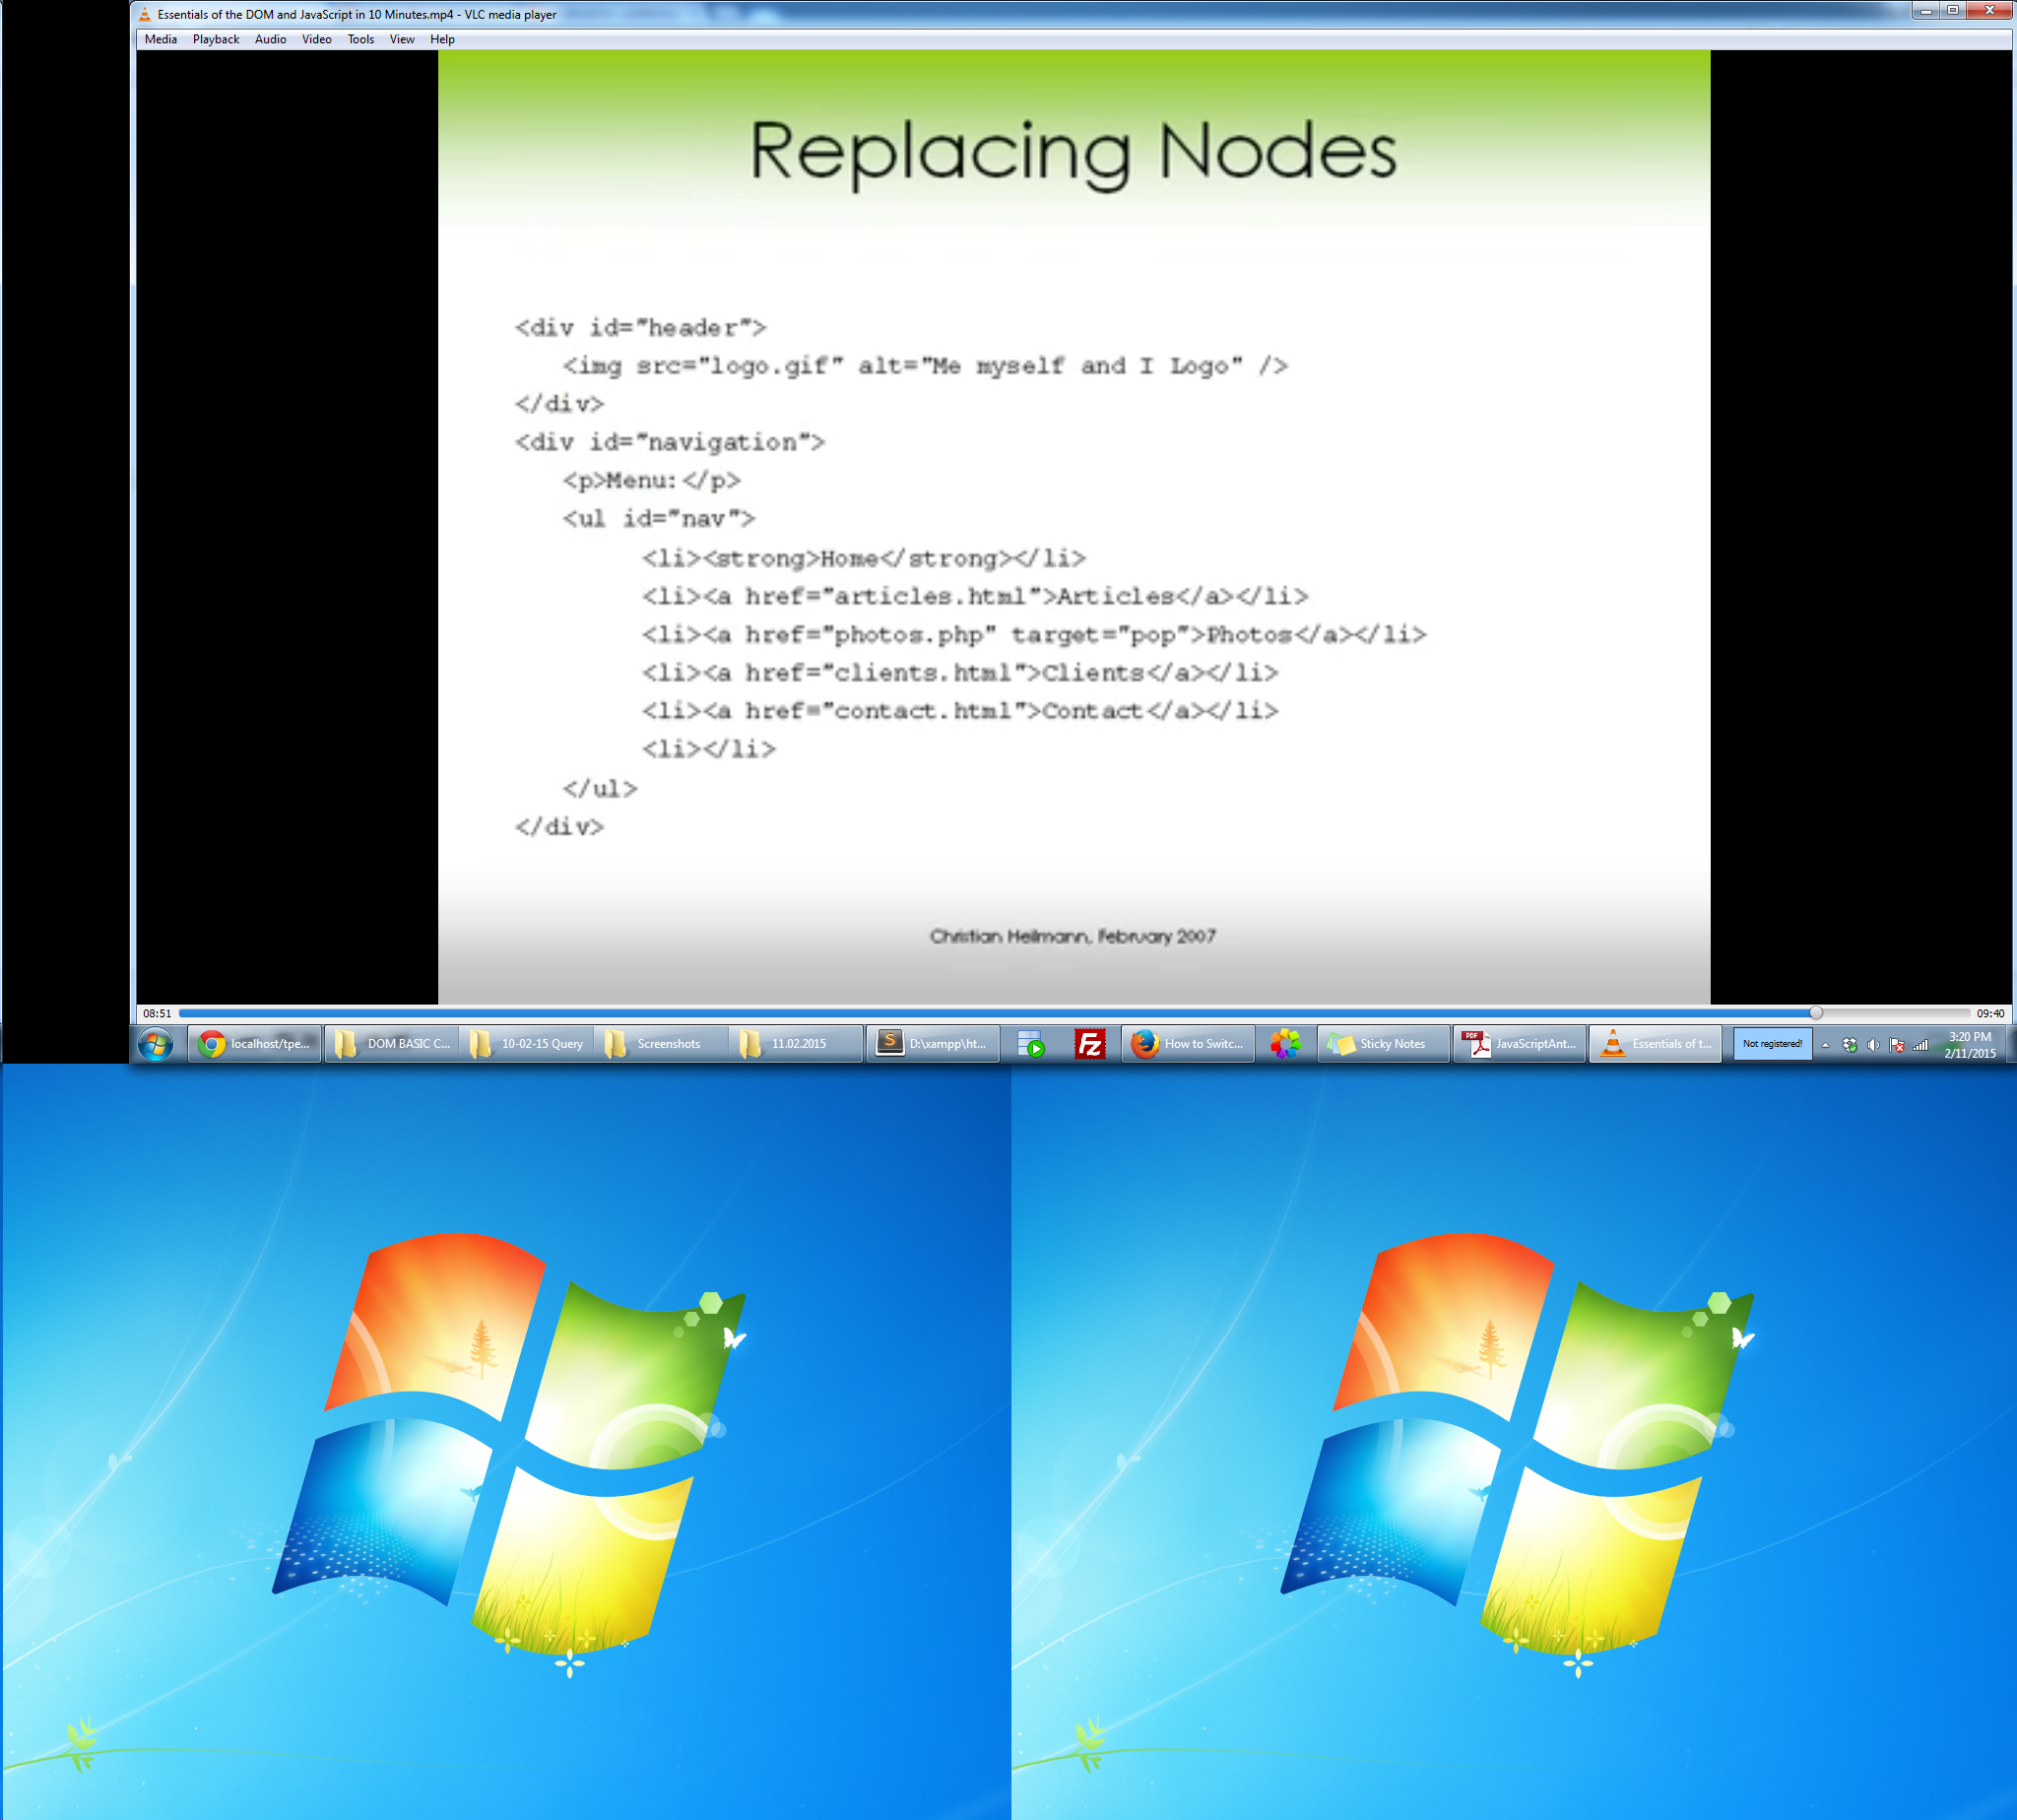 Essentials of the DOM and JavaScript in 10 Minutes.mp4 - VLC media player
Media Playback Audio Video Tools View Help
Replacing Nodes
<div id="header">
<img src="logo.gif" alt="Me myself and I Logo" />
</div>
<div id="navigation">
<p>Menu:</p>
<ul id="nav">
<li><strong>Home</strong></li>
<li><a href="articles.html">Articles</a></li>
<li><a href="photos.php" target="pop">Photos</a></li>
<li><a href="clients.html">Clients</a></li>
<li><a href="contact.html">Contact</a></li>
<li></li>
</ul>
</div>
Christian Heilmann, February 2007
08:51 09:40
localhost/tpe... DOM BASIC C... 10-02-15 Query Screenshots 11.02.2015 S D:\xampp\ht... Fz How to Switc... Sticky Notes PDF JavaScriptAnt... Essentials of t... Not registered! 3:20 PM
2/11/2015